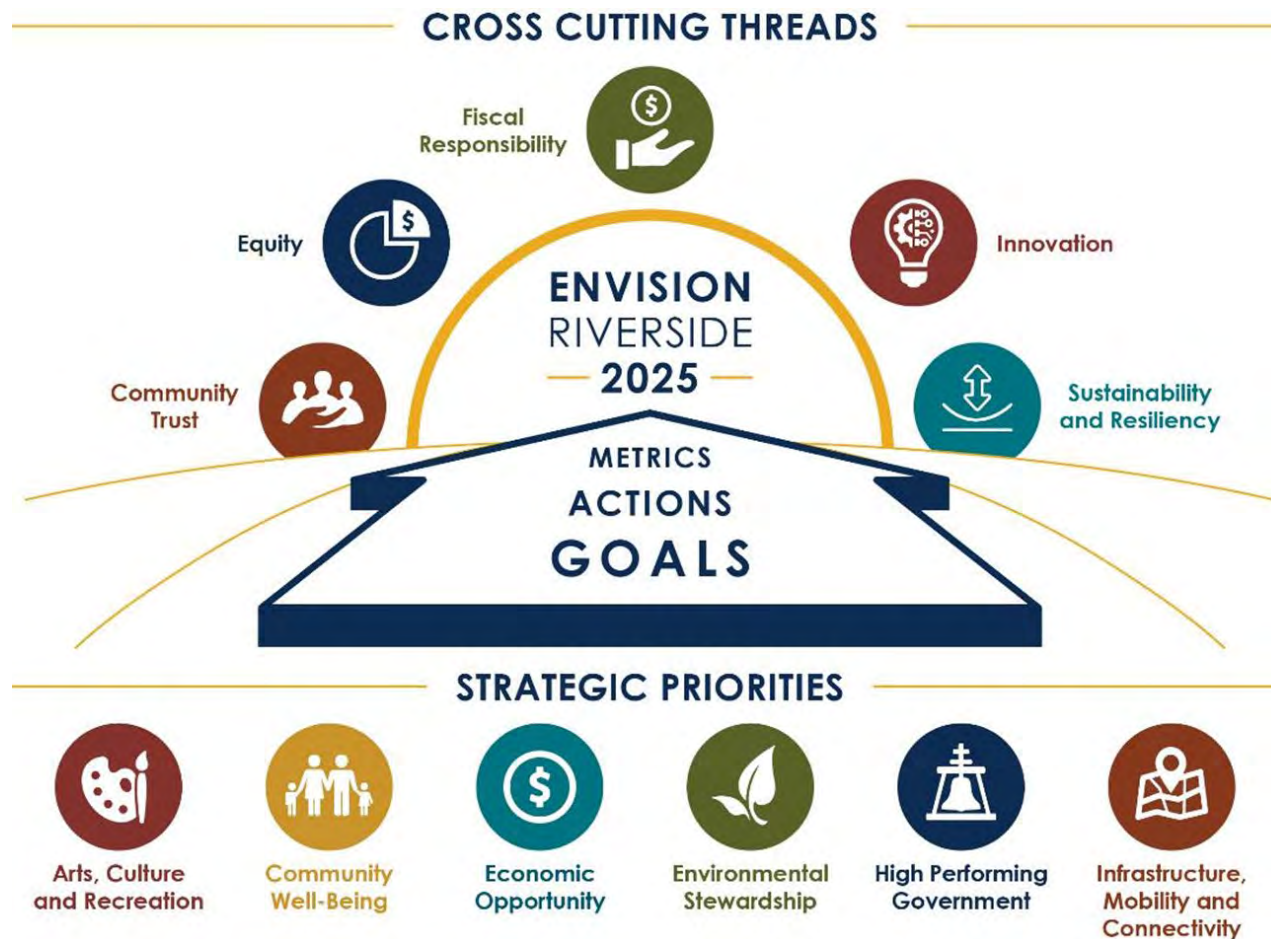 CROSS CUTTING THREADS
Fiscal
Responsibility
$
Equity
$
Innovation
Community
Trust
Sustainability
and Resiliency
ENVISION
RIVERSIDE
2025
METRICS
ACTIONS
GOALS
STRATEGIC PRIORITIES
$
Arts, Culture
and Recreation
Community
Well-Being
Economic
Opportunity
Environmental
Stewardship
High Performing
Government
Infrastructure,
Mobility and
Connectivity